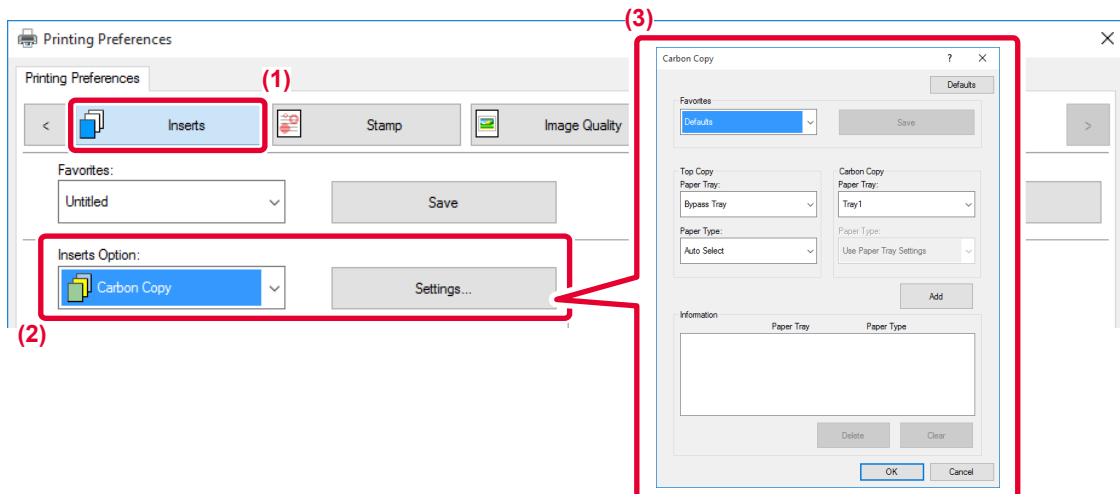 (3)
Printing Preferences
Printing Preferences
(1)
< Inserts Stamp Image Quality >
Favorites:
Untitled Save
Inserts Option:
Carbon Copy Settings...
(2)
Carbon Copy ?
Defaults
Favorites
Defaults Save
Top Copy Carbon Copy
Paper Tray: Paper Tray:
Bypass Tray Tray1
Paper Type: Paper Type:
Auto Select Use Paper Tray Settings
Add
Information
Paper Tray Paper Type
Delete Clear
OK Cancel